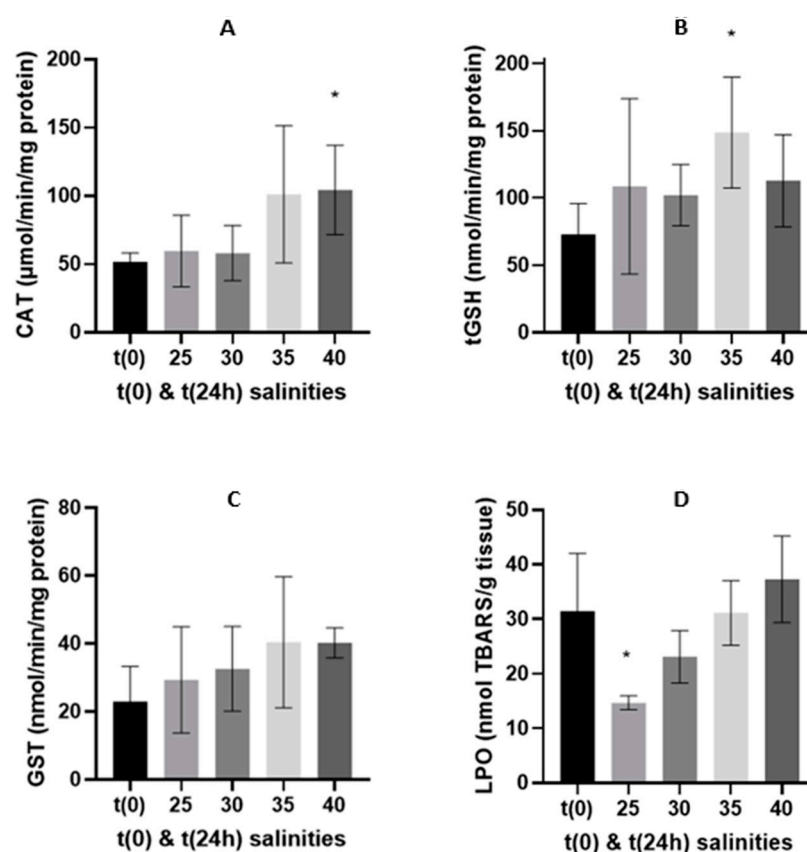 A
CAT (µmol/min/mg protein)
200
150
100
50
0
*
t(0) 25 30 35 40
t(0) & t(24h) salinities
B
tGSH (nmol/min/mg protein)
200
150
100
50
0
*
t(0) 25 30 35 40
t(0) & t(24h) salinities
C
GST (nmol/min/mg protein)
80
60
40
20
0
t(0) 25 30 35 40
t(0) & t(24h) salinities
D
LPO (nmol TBARS/g tissue)
50
40
30
20
10
0
*
t(0) 25 30 35 40
t(0) & t(24h) salinities